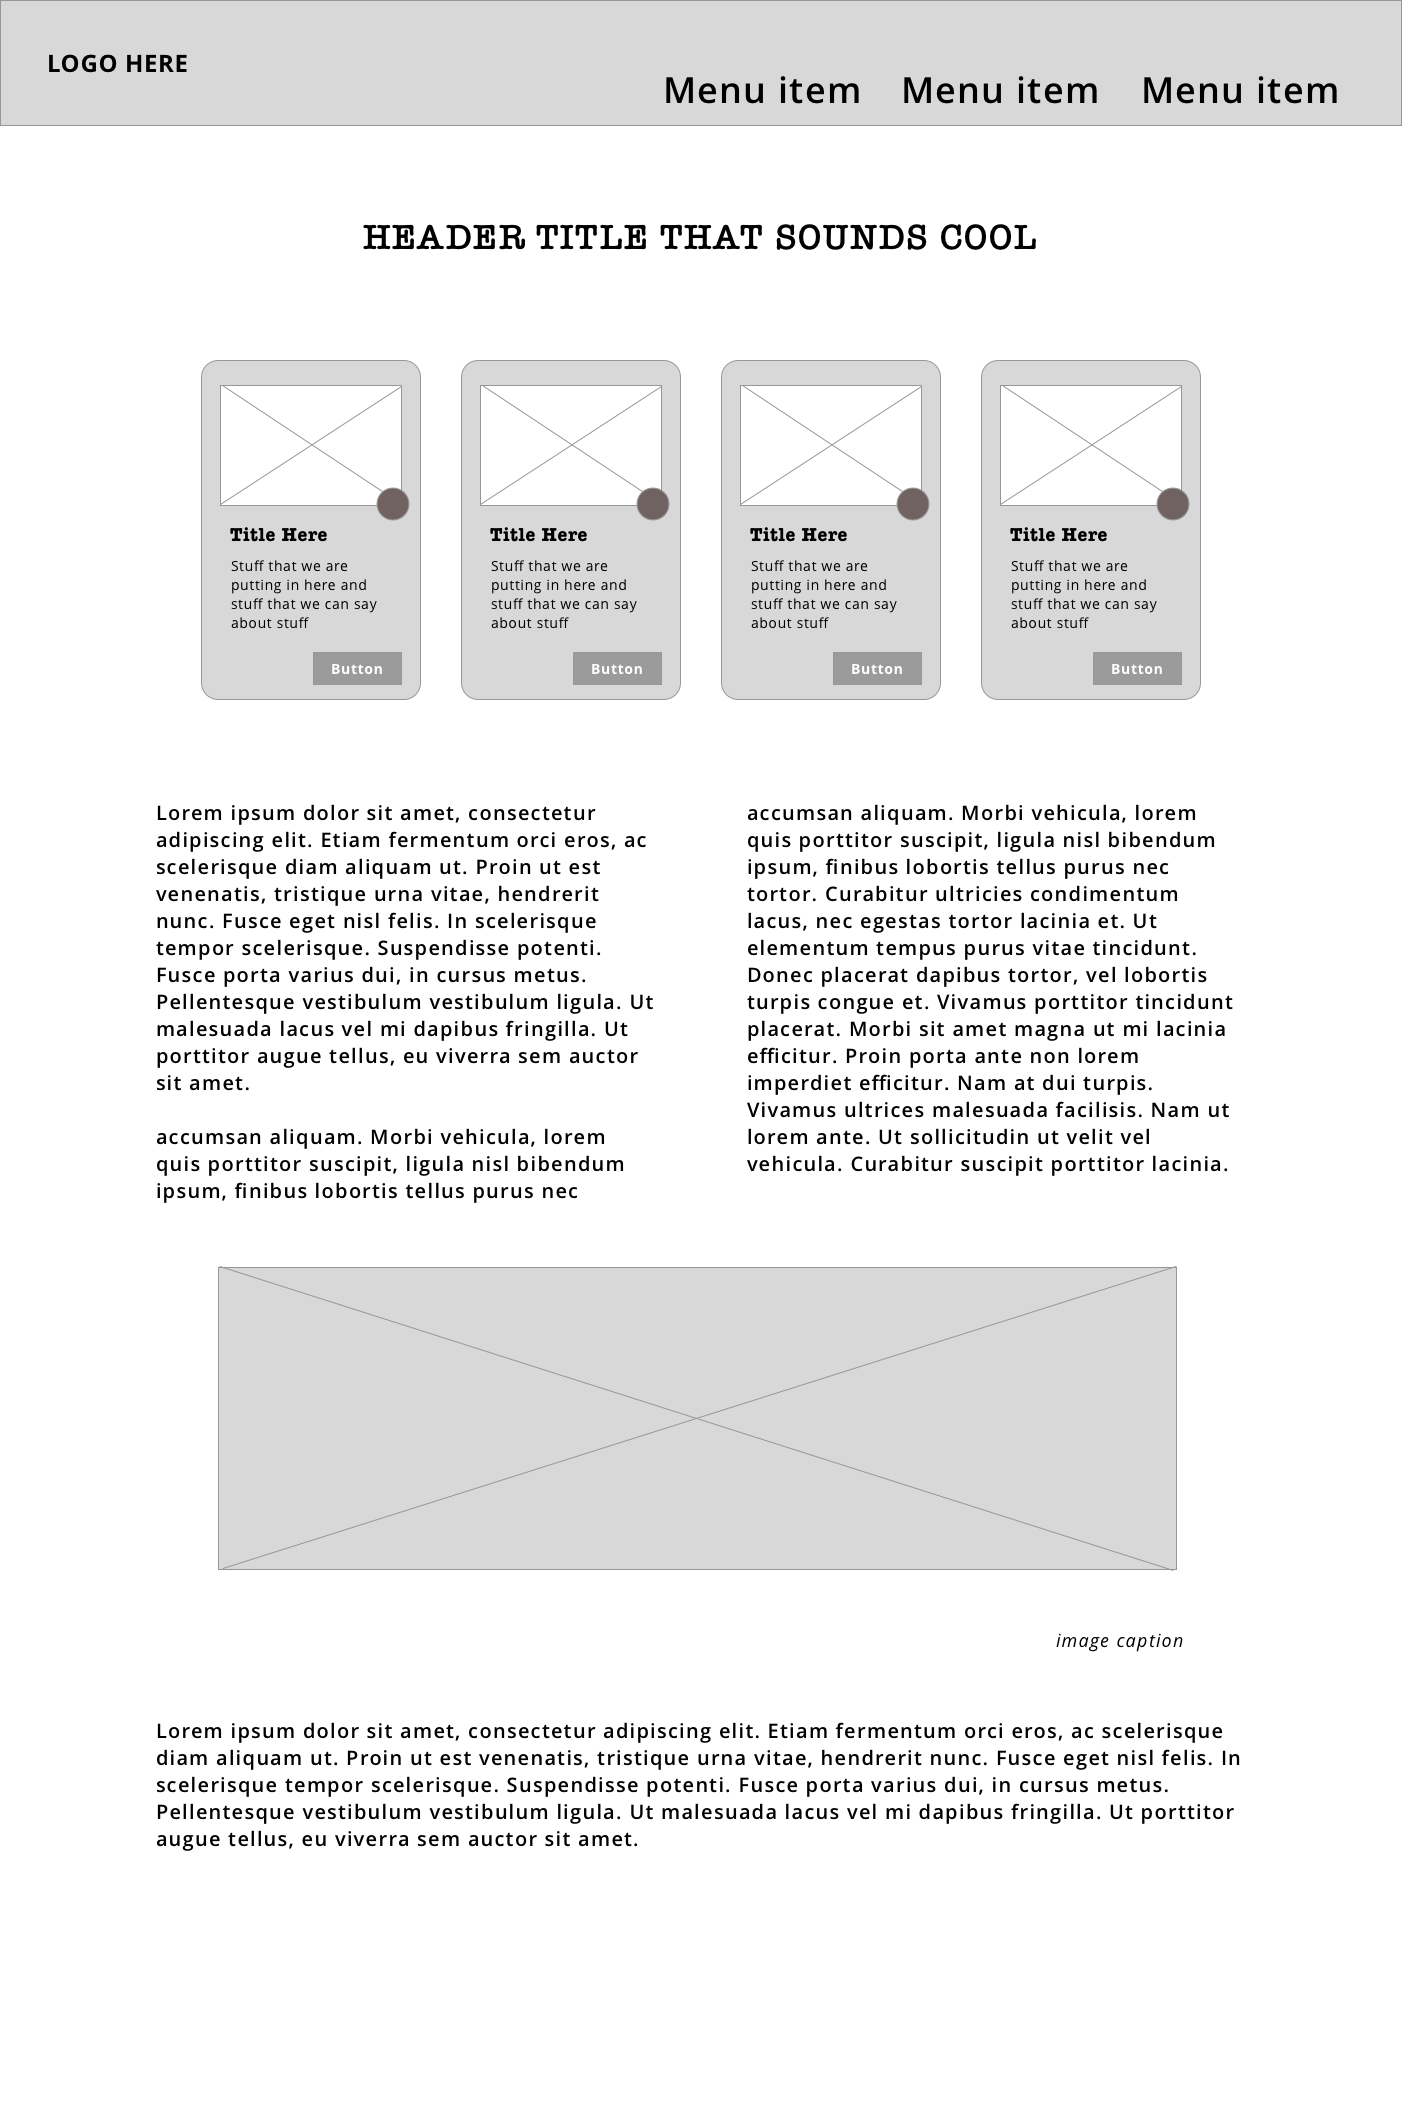 LOGO HERE
Menu item Menu item Menu item
HEADER TITLE THAT SOUNDS COOL
Title Here
Stuff that we are
putting in here and
stuff that we can say
about stuff
Button
Title Here
Stuff that we are
putting in here and
stuff that we can say
about stuff
Button
Title Here
Stuff that we are
putting in here and
stuff that we can say
about stuff
Button
Title Here
Stuff that we are
putting in here and
stuff that we can say
about stuff
Button
Lorem ipsum dolor sit amet, consectetur
adipiscing elit. Etiam fermentum orci eros, ac
scelerisque diam aliquam ut. Proin ut est
venenatis, tristique urna vitae, hendrerit
nunc. Fusce eget nisl felis. In scelerisque
tempor scelerisque. Suspendisse potenti.
Fusce porta varius dui, in cursus metus.
Pellentesque vestibulum vestibulum ligula. Ut
malesuada lacus vel mi dapibus fringilla. Ut
porttitor augue tellus, eu viverra sem auctor
sit amet.
accumsan aliquam. Morbi vehicula, lorem
quis porttitor suscipit, ligula nisl bibendum
ipsum, finibus lobortis tellus purus nec
accumsan aliquam. Morbi vehicula, lorem
quis porttitor suscipit, ligula nisl bibendum
ipsum, finibus lobortis tellus purus nec
tortor. Curabitur ultricies condimentum
lacus, nec egestas tortor lacinia et. Ut
elementum tempus purus vitae tincidunt.
Donec placerat dapibus tortor, vel lobortis
turpis congue et. Vivamus porttitor tincidunt
placerat. Morbi sit amet magna ut mi lacinia
efficitur. Proin porta ante non lorem
imperdiet efficitur. Nam at dui turpis.
Vivamus ultrices malesuada facilisis. Nam ut
lorem ante. Ut sollicitudin ut velit vel
vehicula. Curabitur suscipit porttitor lacinia.
image caption
Lorem ipsum dolor sit amet, consectetur adipiscing elit. Etiam fermentum orci eros, ac scelerisque
diam aliquam ut. Proin ut est venenatis, tristique urna vitae, hendrerit nunc. Fusce eget nisl felis. In
scelerisque tempor scelerisque. Suspendisse potenti. Fusce porta varius dui, in cursus metus.
Pellentesque vestibulum vestibulum ligula. Ut malesuada lacus vel mi dapibus fringilla. Ut porttitor
augue tellus, eu viverra sem auctor sit amet.